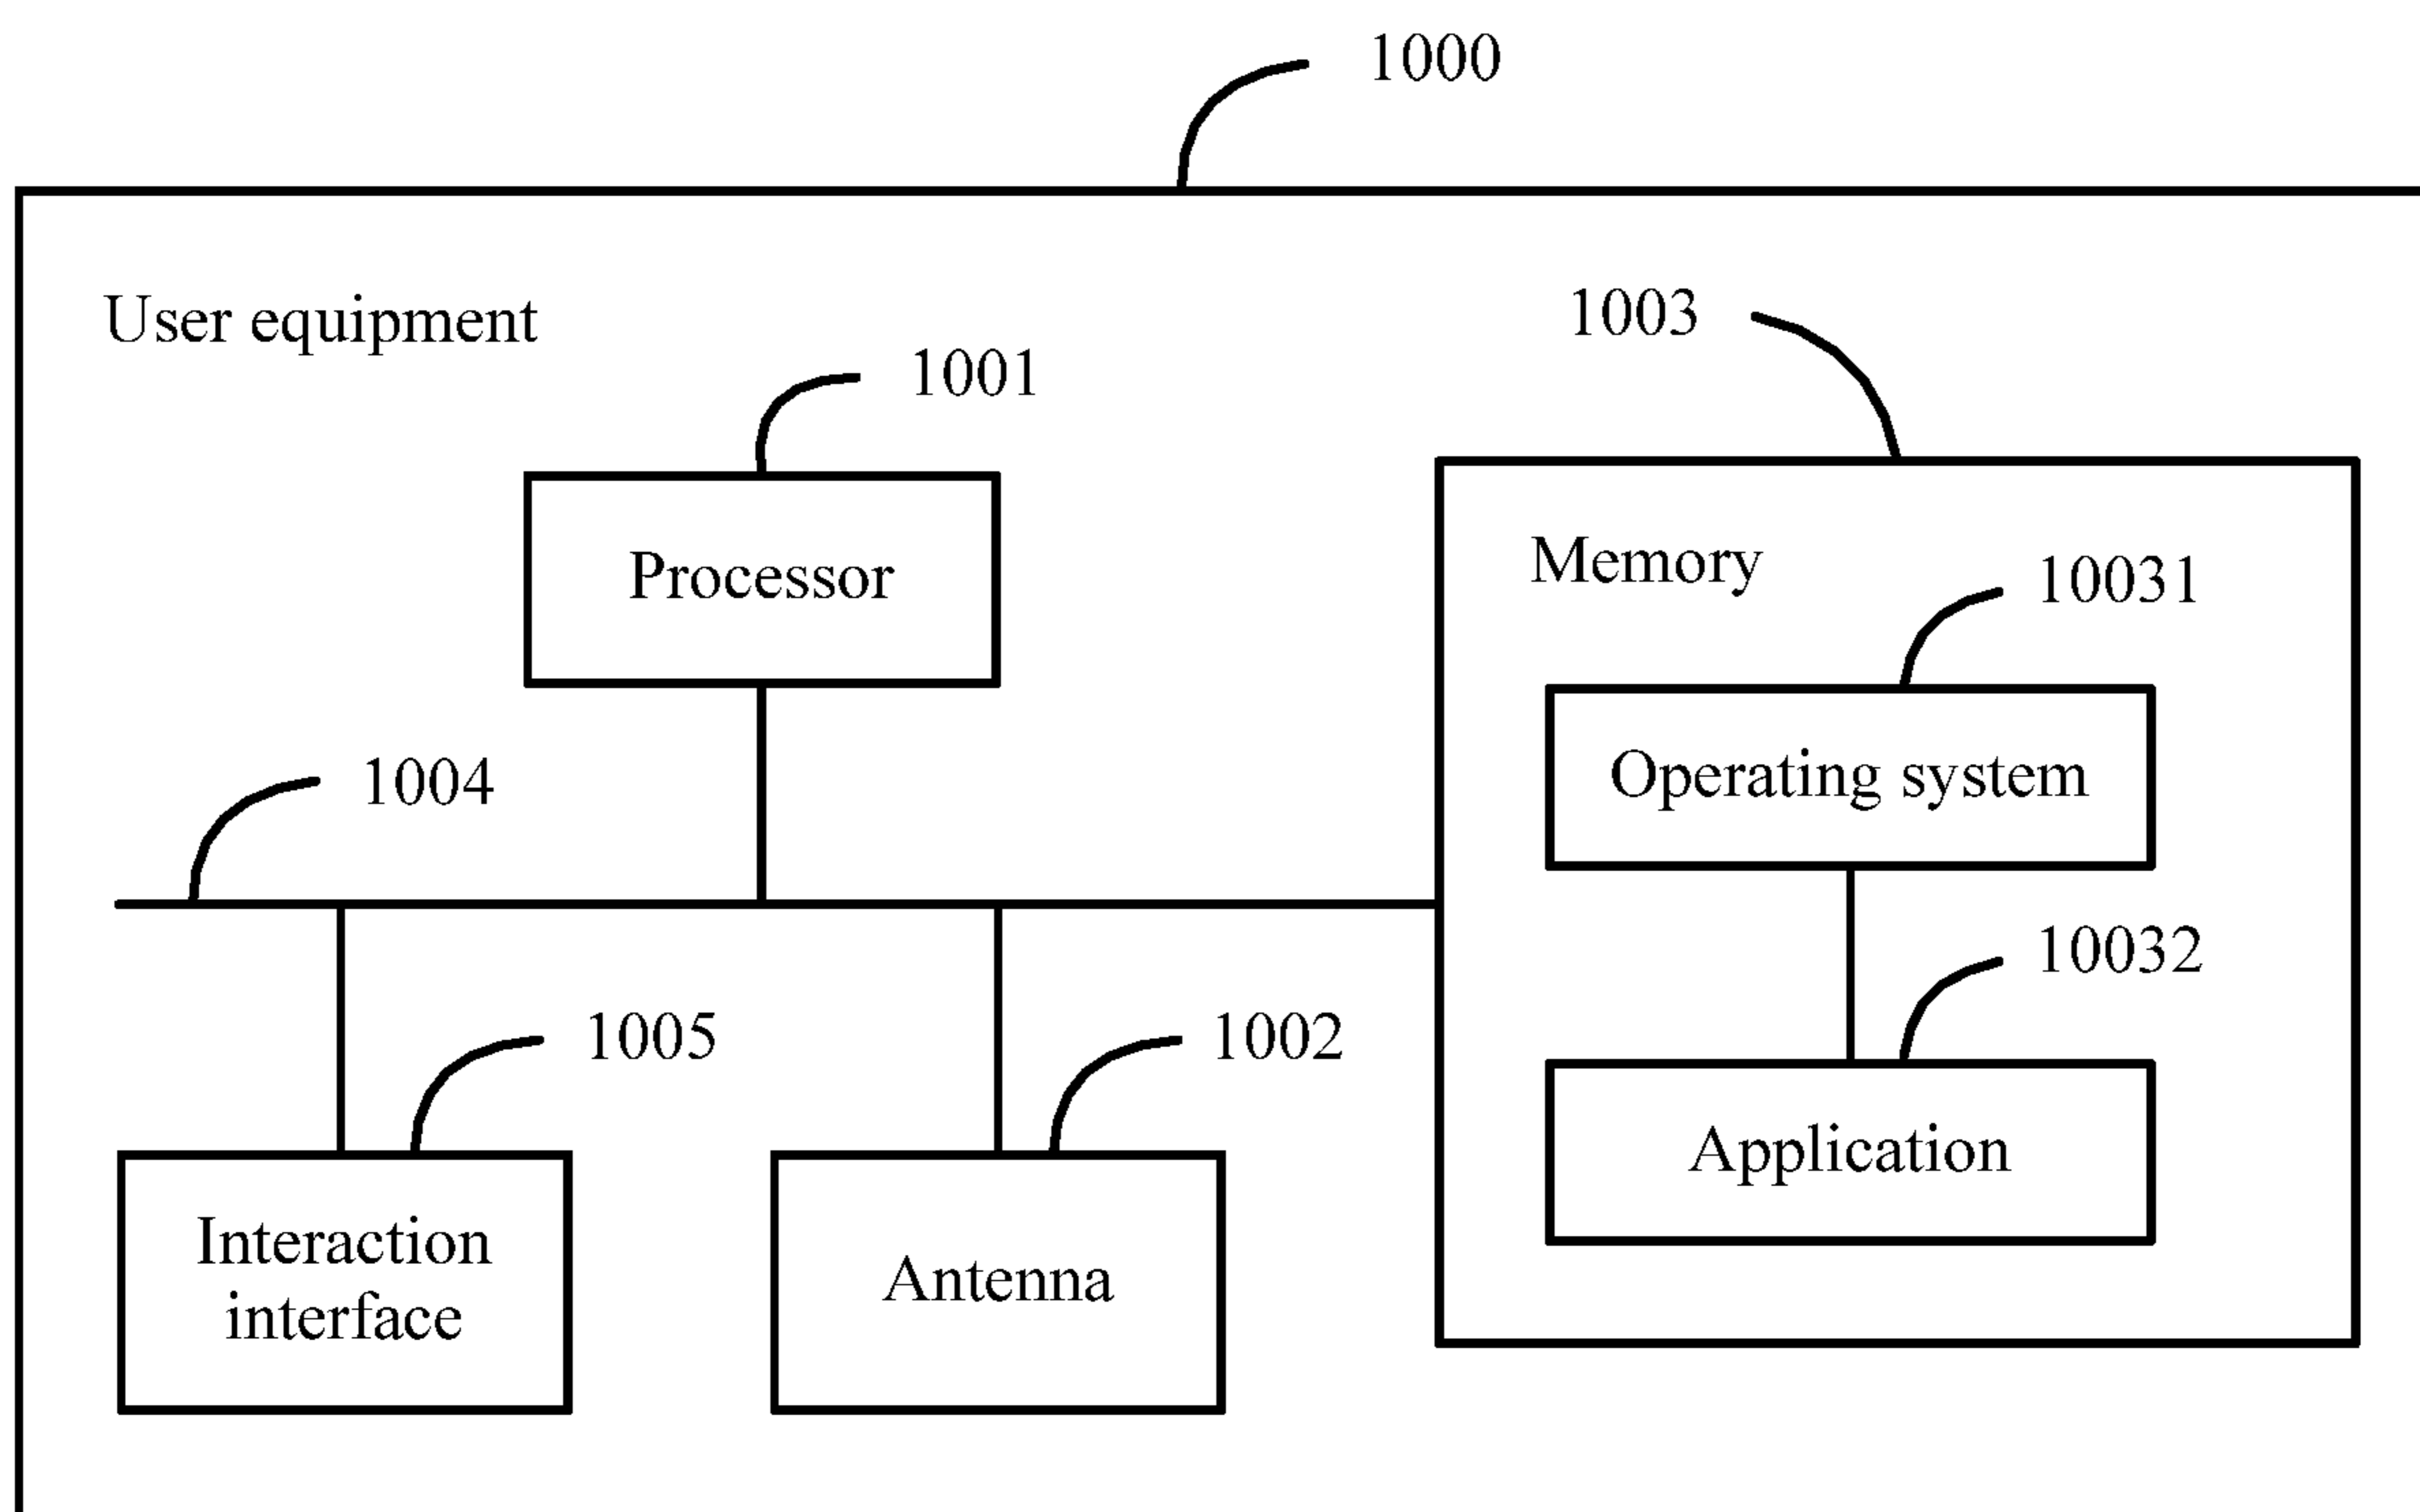 1000
User equipment
1003
1001
Processor
Memory
10031
Operating system
1004
10032
1005
1002
Application
Interaction
interface
Antenna